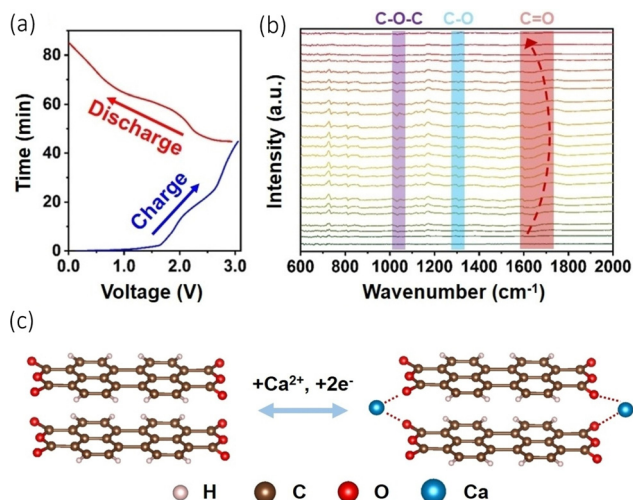 (a)
Time (min)
80
60
40
20
0
Discharge
Charge
0.0 1.0 2.0 3.0
Voltage (V)
(b)
C-O-C C-O C=O
Intensity (a.u.)
600 800 1000 1200 1400 1600 1800 2000
Wavenumber (cm⁻¹)
(c)
+Ca²⁺, +2e⁻
H C O Ca